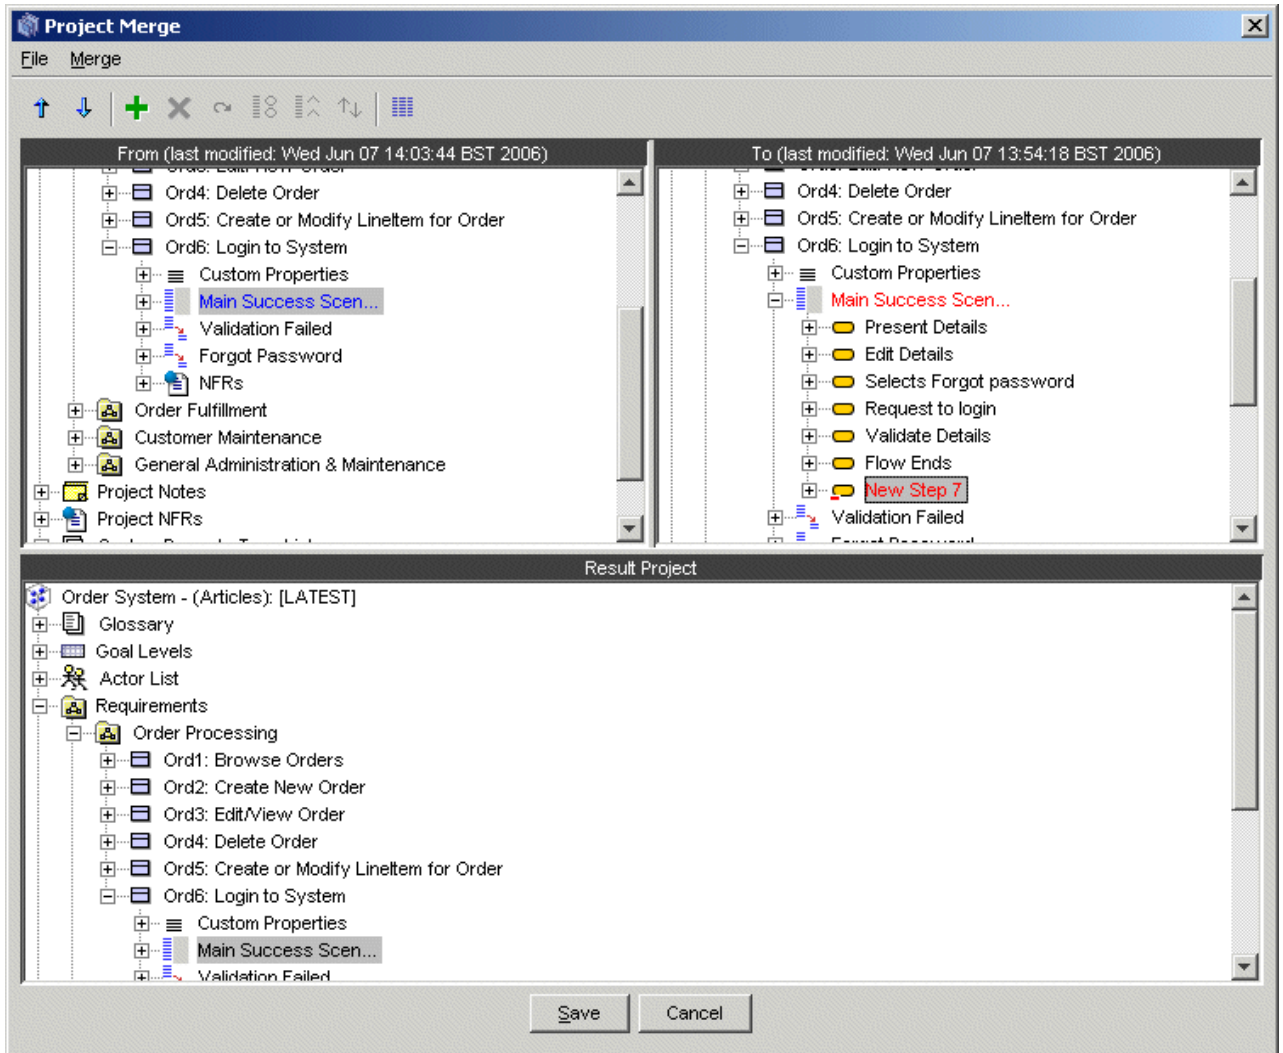 Project Merge
File Merge
From (last modified: Wed Jun 07 14:03:44 BST 2006)
Ord4: Delete Order
Ord5: Create or Modify LineItem for Order
Ord6: Login to System
Custom Properties
Main Success Scen...
Validation Failed
Forgot Password
NFRs
Order Fulfillment
Customer Maintenance
General Administration & Maintenance
Project Notes
Project NFRs
To (last modified: Wed Jun 07 13:54:18 BST 2006)
Ord4: Delete Order
Ord5: Create or Modify LineItem for Order
Ord6: Login to System
Custom Properties
Main Success Scen...
Present Details
Edit Details
Selects Forgot password
Request to login
Validate Details
Flow Ends
New Step 7
Validation Failed
Forgot Password
Result Project
Order System - (Articles): [LATEST]
Glossary
Goal Levels
Actor List
Requirements
Order Processing
Ord1: Browse Orders
Ord2: Create New Order
Ord3: Edit/View Order
Ord4: Delete Order
Ord5: Create or Modify LineItem for Order
Ord6: Login to System
Custom Properties
Main Success Scen...
Validation Failed
Save Cancel